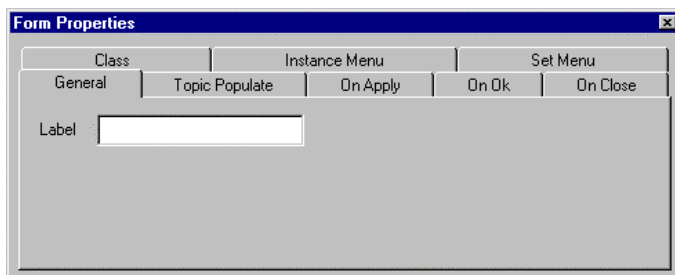 Form Properties
Class Instance Menu Set Menu
General Topic Populate On Apply On Ok On Close
Label